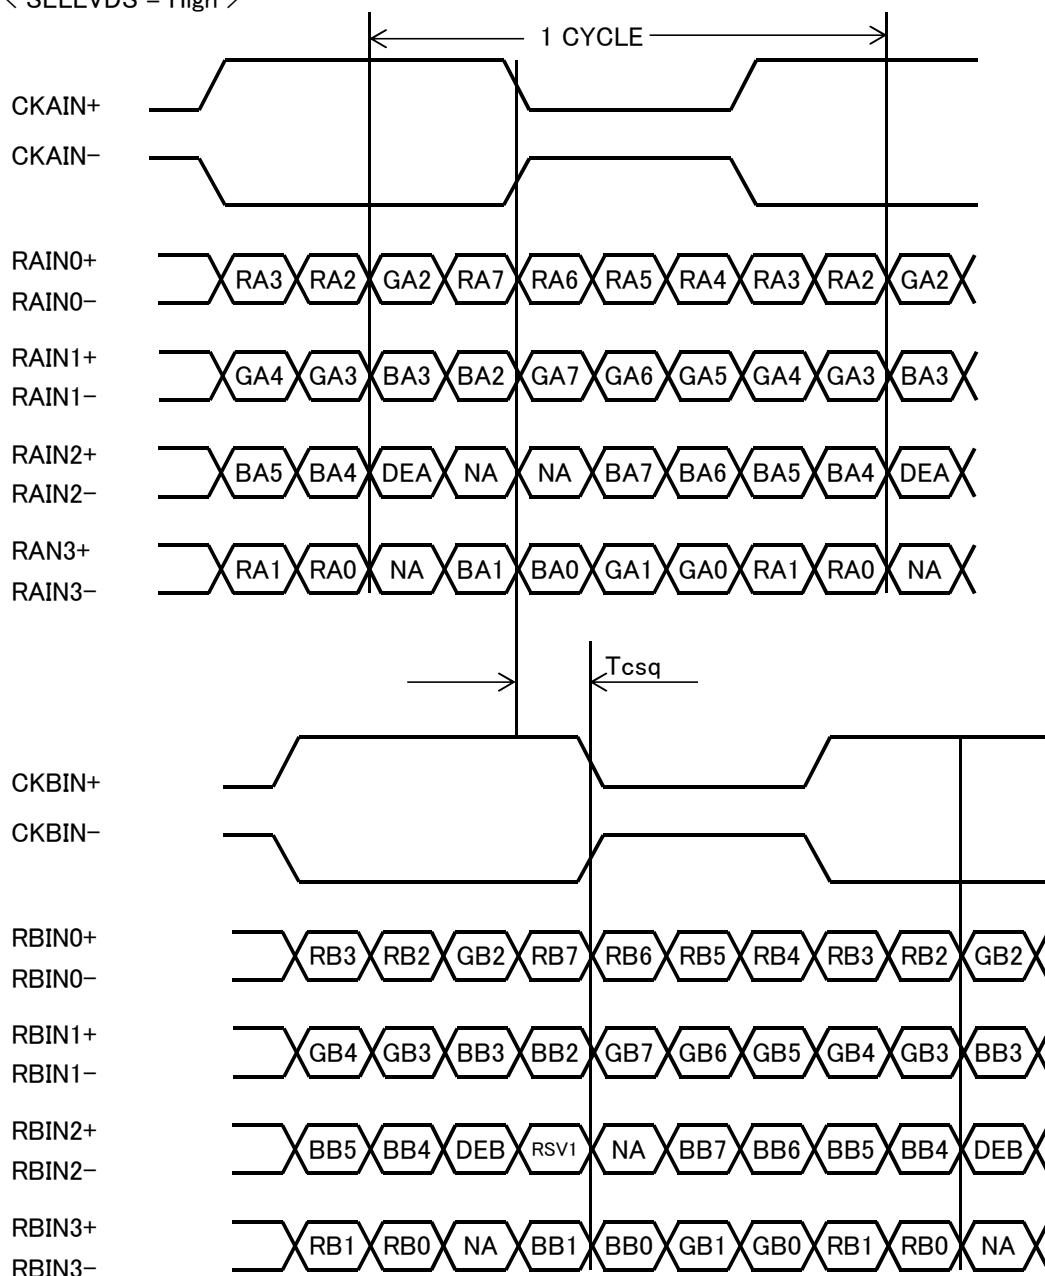 < SELLVDS = High >
1 CYCLE
CKAIN+
CKAIN-
RAIN0+
RA3 RA2 GA2 RA7 RA6 RA5 RA4 RA3 RA2 GA2
RAIN0-
RAIN1+
GA4 GA3 BA3 BA2 GA7 GA6 GA5 GA4 GA3 BA3
RAIN1-
RAIN2+
BA5 BA4 DEA NA NA BA7 BA6 BA5 BA4 DEA
RAIN2-
RAN3+
RA1 RA0 NA BA1 BA0 GA1 GA0 RA1 RA0 NA
RAIN3-
Tcsq
CKBIN+
CKBIN-
RBIN0+
RB3 RB2 GB2 RB7 RB6 RB5 RB4 RB3 RB2 GB2
RBIN0-
RBIN1+
GB4 GB3 BB3 BB2 GB7 GB6 GB5 GB4 GB3 BB3
RBIN1-
RBIN2+
BB5 BB4 DEB RSV1 NA BB7 BB6 BB5 BB4 DEB
RBIN2-
RBIN3+
RB1 RB0 NA BB1 BB0 GB1 GB0 RB1 RB0 NA
RBIN3-